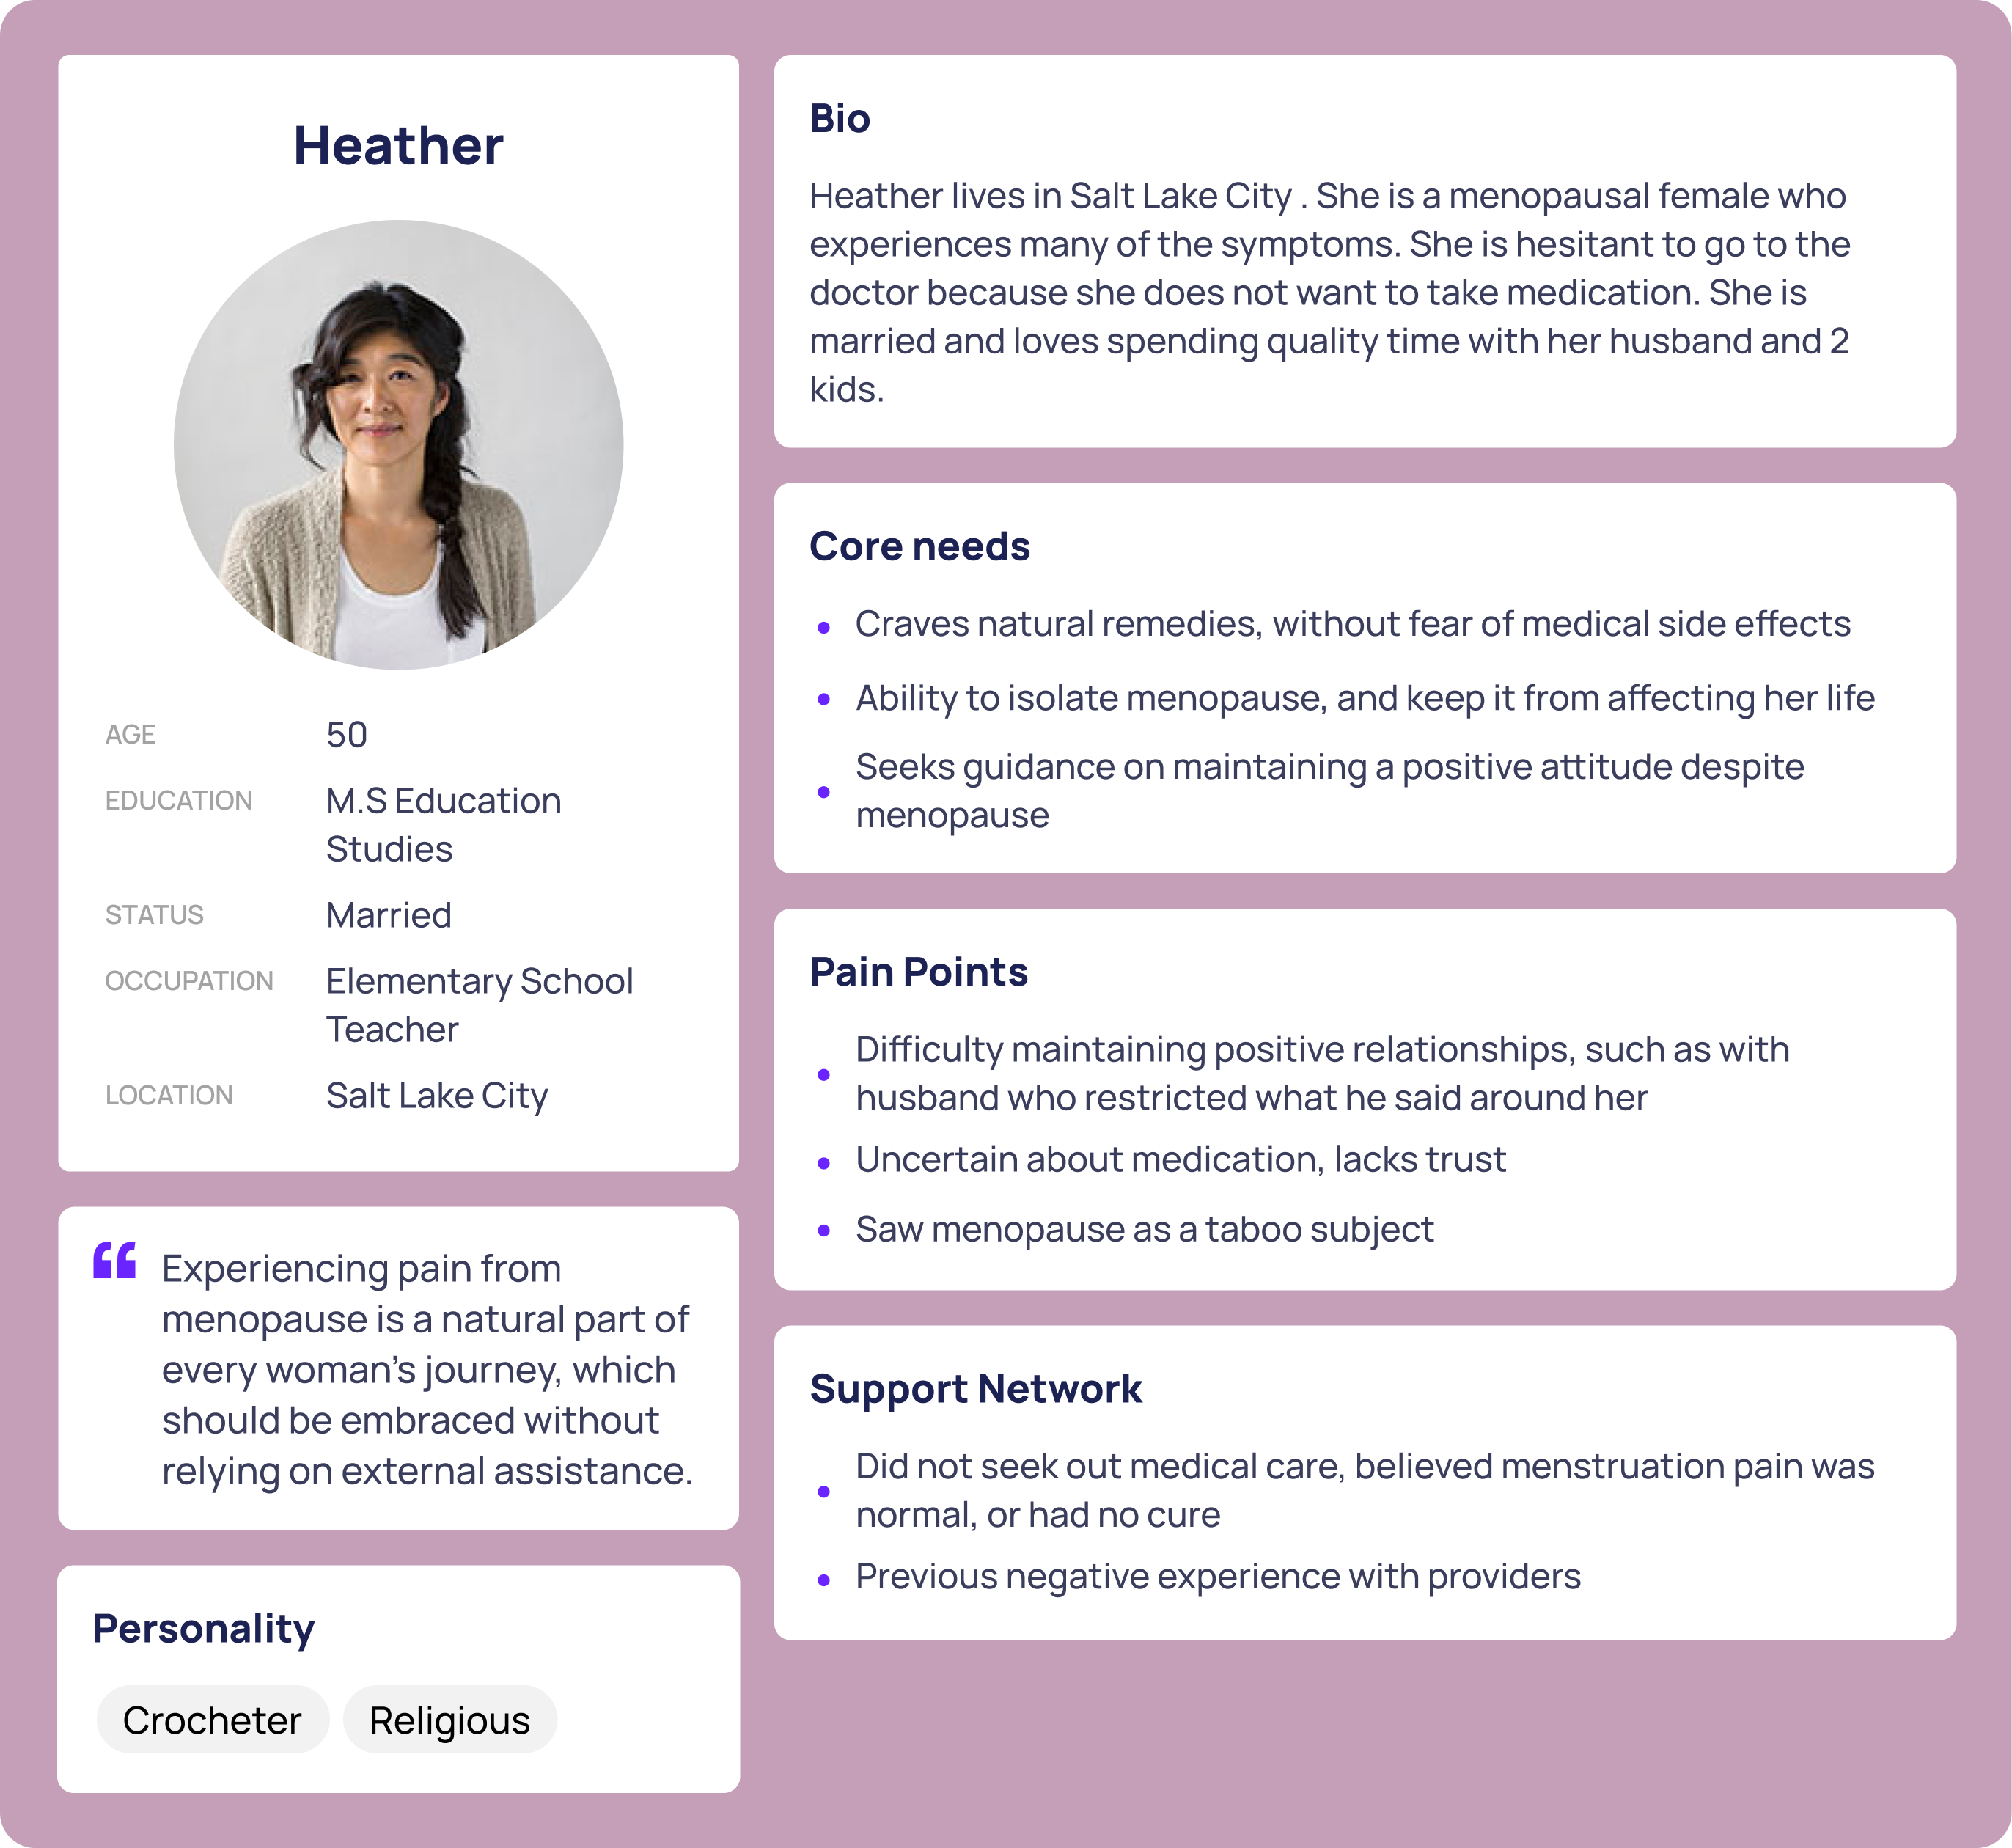 Heather
AGE 50
EDUCATION M.S Education
Studies
STATUS Married
OCCUPATION Elementary School
Teacher
LOCATION Salt Lake City
“ Experiencing pain from
menopause is a natural part of
every woman’s journey, which
should be embraced without
relying on external assistance.
Personality
Crocheter Religious
Bio
Heather lives in Salt Lake City . She is a menopausal female who
experiences many of the symptoms. She is hesitant to go to the
doctor because she does not want to take medication. She is
married and loves spending quality time with her husband and 2
kids.
Core needs
• Craves natural remedies, without fear of medical side effects
• Ability to isolate menopause, and keep it from affecting her life
• Seeks guidance on maintaining a positive attitude despite
menopause
Pain Points
• Difficulty maintaining positive relationships, such as with
husband who restricted what he said around her
• Uncertain about medication, lacks trust
• Saw menopause as a taboo subject
Support Network
• Did not seek out medical care, believed menstruation pain was
normal, or had no cure
• Previous negative experience with providers